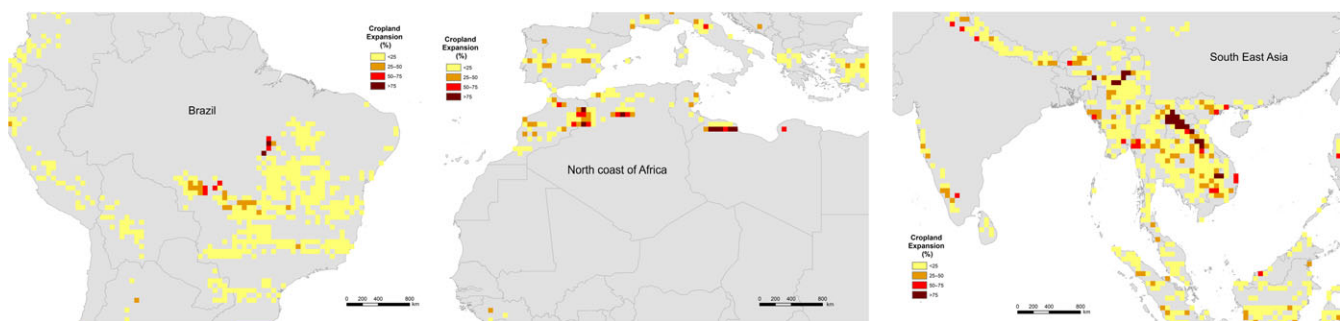 Brazil
Cropland
Expansion
(%)
<25
25–50
50–75
>75
0 200 400 800
km
Cropland
Expansion
(%)
<25
25–50
50–75
>75
North coast of Africa
0 200 400 800
km
South East Asia
Cropland
Expansion
(%)
<25
25–50
50–75
>75
0 200 400 800
km